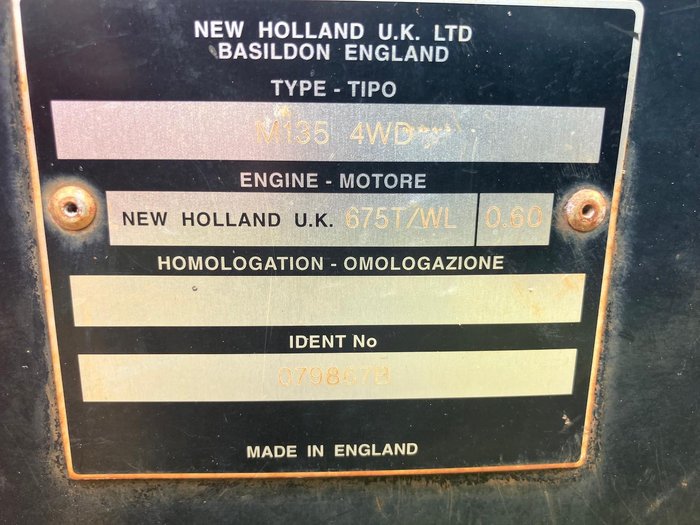 NEW HOLLAND U.K. LTD
BASILDON ENGLAND
TYPE - TIPO
M135 4WD
ENGINE - MOTORE
NEW HOLLAND U.K. 675T/WL 0.60
HOMOLOGATION - OMOLOGAZIONE
IDENT No
079867B
MADE IN ENGLAND